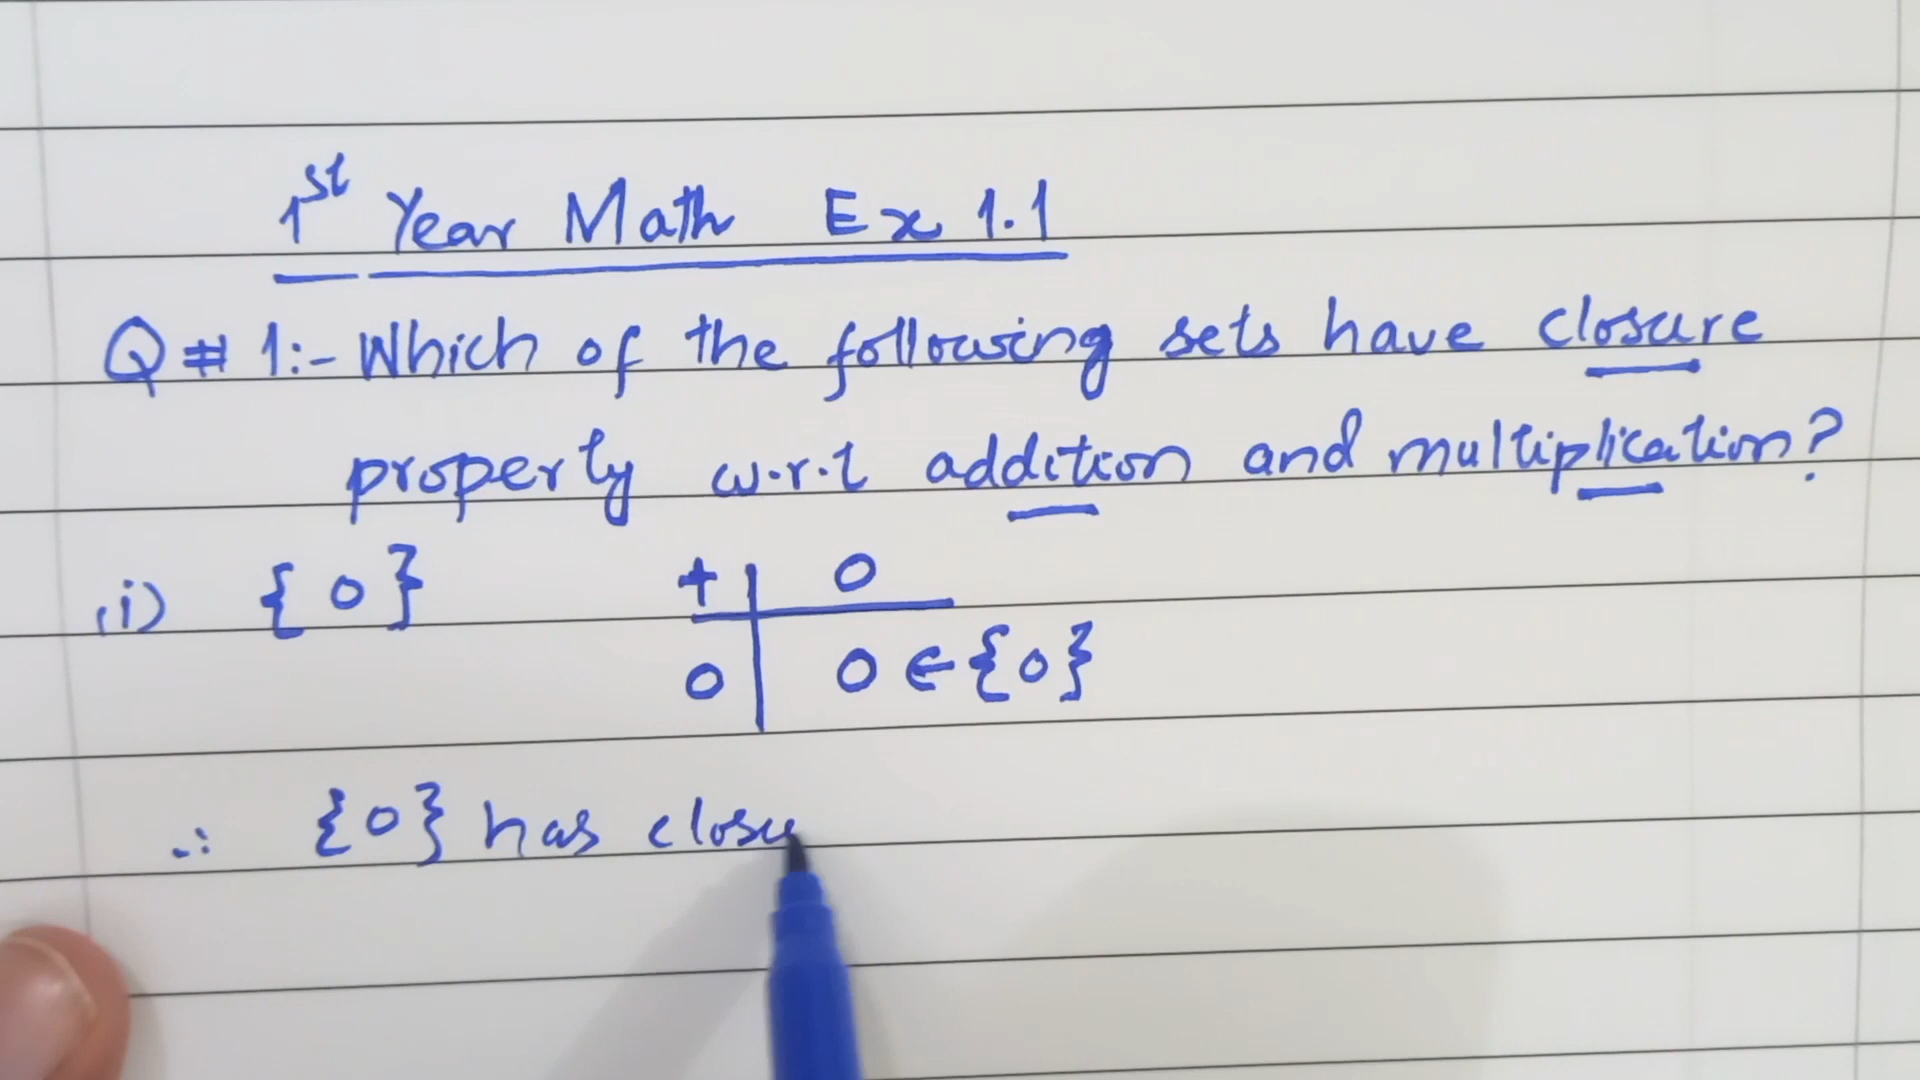 1st Year Math Ex 1.1
Q # 1:- Which of the following sets have closure
property w.r.t addition and multiplication?
(i) {0} + 0
0 0 ∈ {0}
∴ {0} has closu